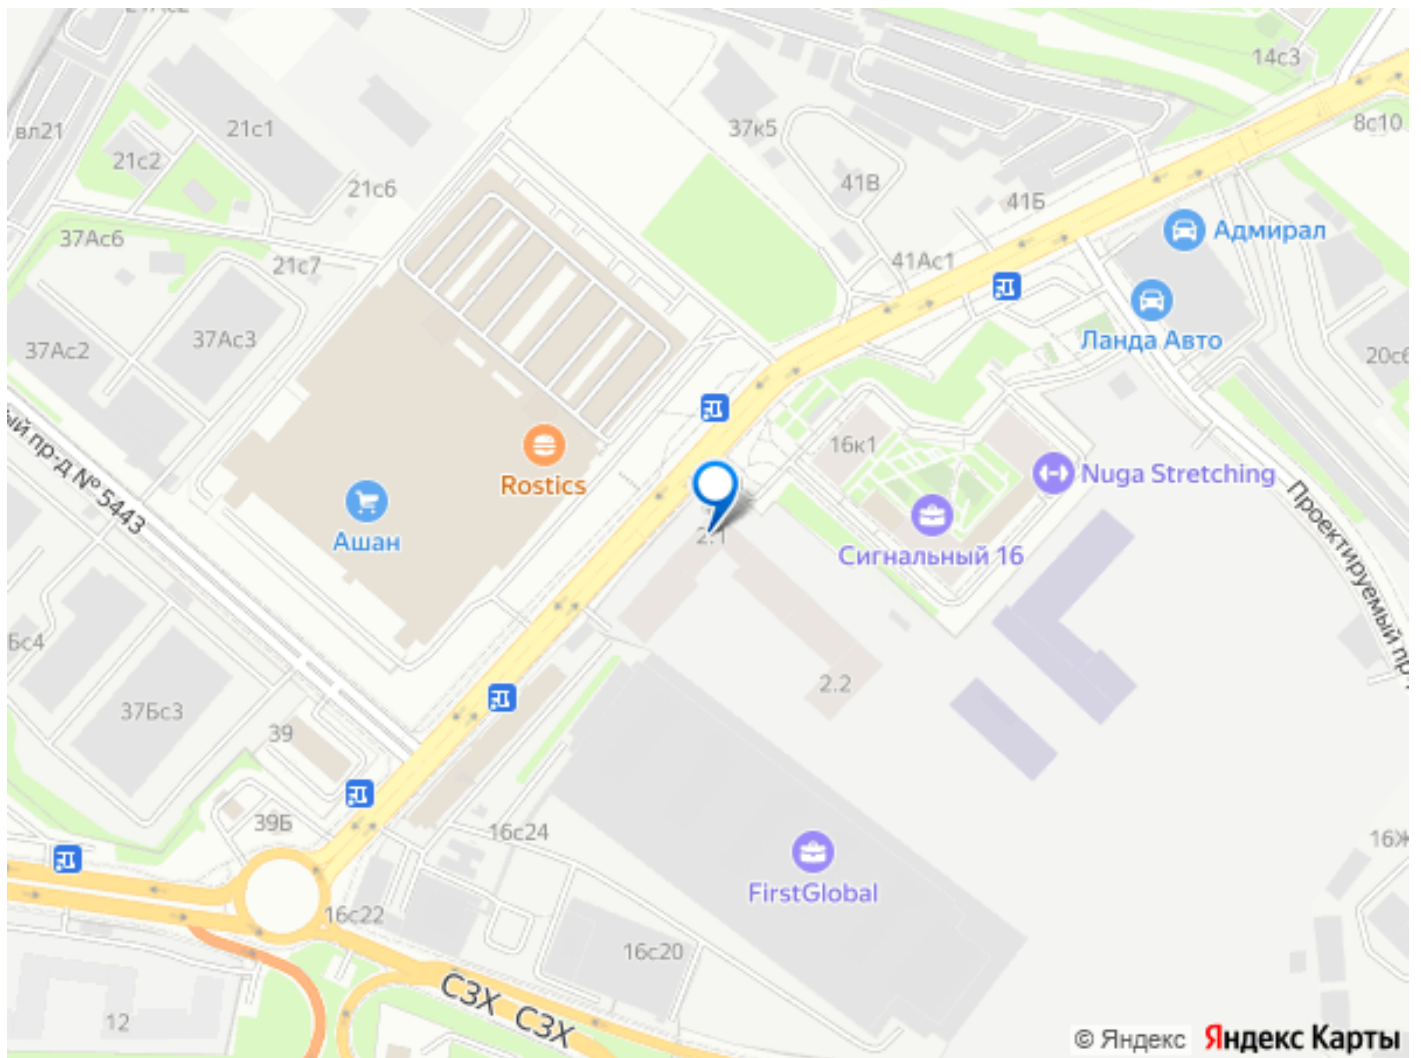 14с3
8с10
вл21
21с1
21с2
37к5
21с6
41В
41Б
Адмирал
37Ас6
21с7
41Ас1
37Ас3
37Ас2
Ланда Авто
16к1
Rostics
Nuga Stretching
ый пр-д № 5443
Ашан
2.1
Сигнальный 16
Проектируемый пр-
2.2
37Бс3
39
39Б
16с24
FirstGlobal
16с22
16с20
СЗХ СЗХ
12
© Яндекс Яндекс Карты